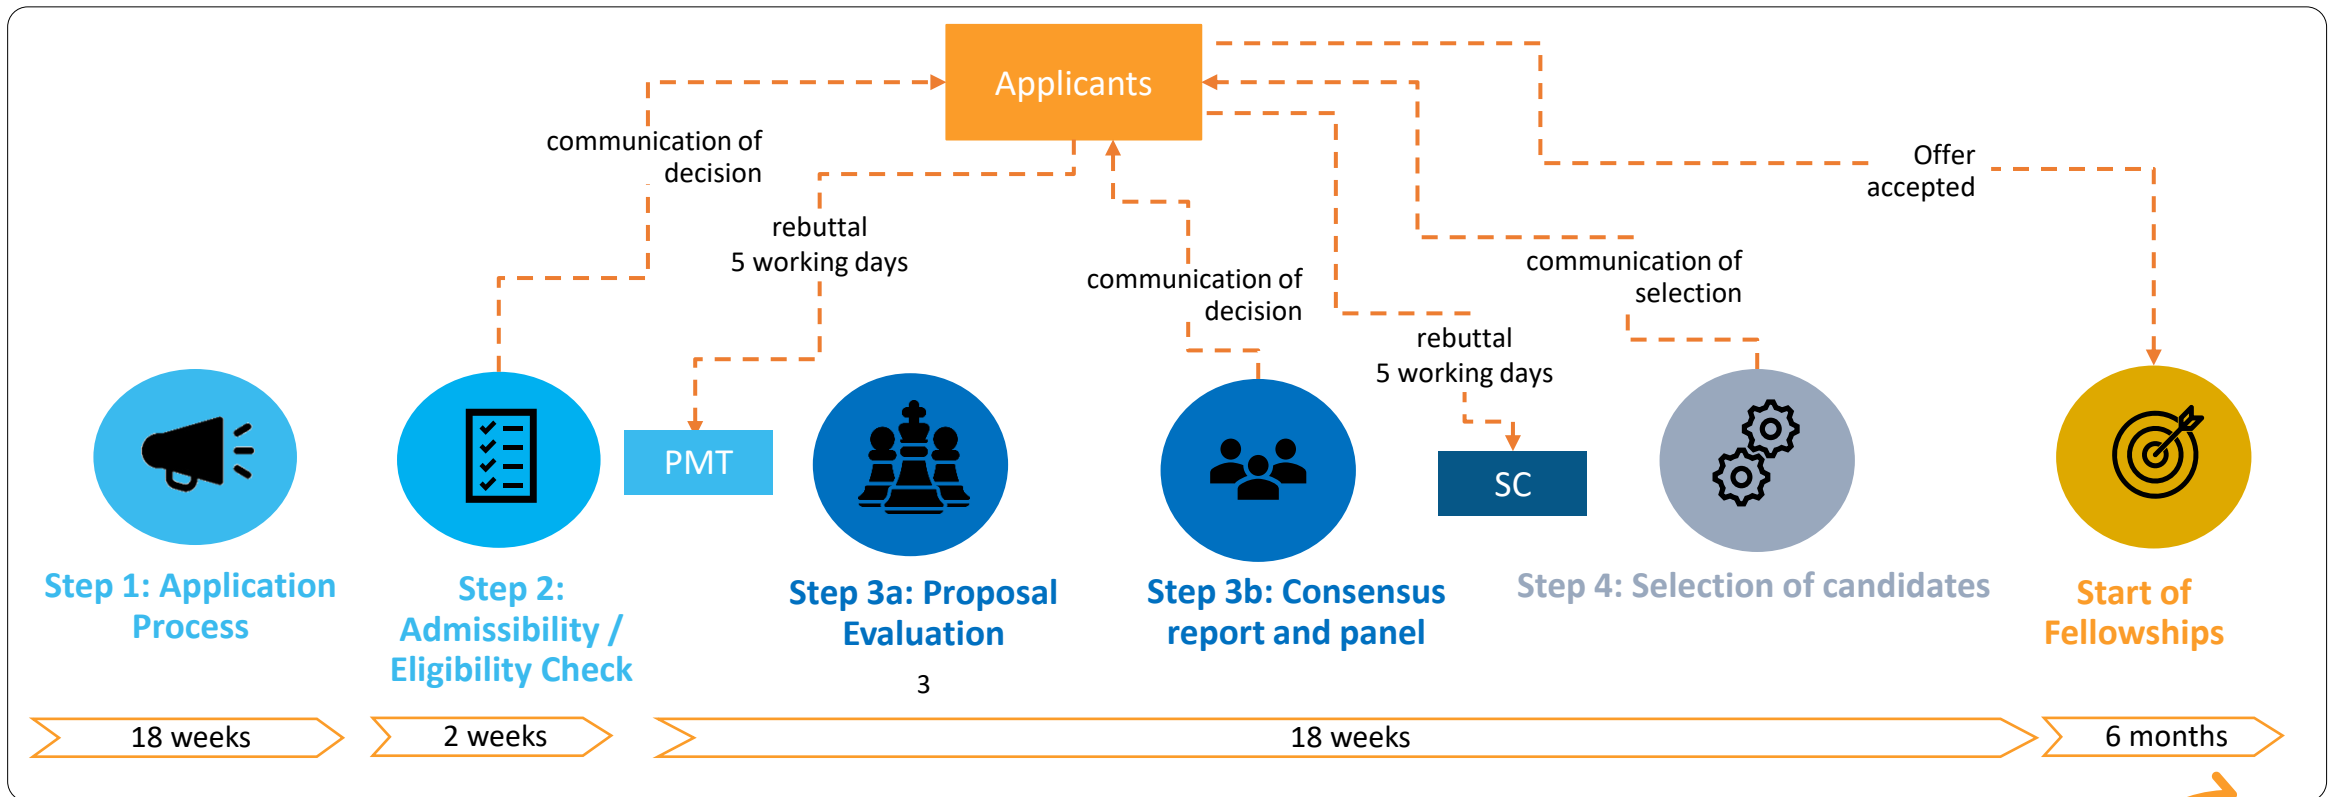 Applicants
communication of
decision
rebuttal
5 working days
communication of
decision
rebuttal
5 working days
communication of
selection
Offer
accepted
PMT
SC
Step 1: Application
Process
Step 2:
Admissibility /
Eligibility Check
Step 3a: Proposal
Evaluation
3
Step 3b: Consensus
report and panel
Step 4: Selection of candidates
Start of
Fellowships
18 weeks
2 weeks
18 weeks
6 months